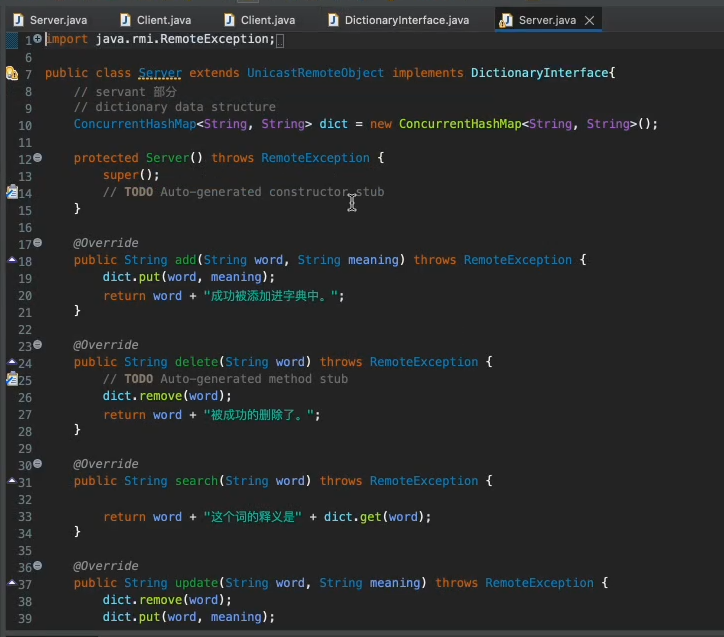 Server.java Client.java Client.java DictionaryInterface.java Server.java
1 import java.rmi.RemoteException;
6
7 public class Server extends UnicastRemoteObject implements DictionaryInterface{
8 // servant 部分
9 // dictionary data structure
10 ConcurrentHashMap<String, String> dict = new ConcurrentHashMap<String, String>();
11
12 protected Server() throws RemoteException {
13 super();
14 // TODO Auto-generated constructor stub
15 }
16
17 @Override
18 public String add(String word, String meaning) throws RemoteException {
19 dict.put(word, meaning);
20 return word + "成功被添加进字典中。";
21 }
22
23 @Override
24 public String delete(String word) throws RemoteException {
25 // TODO Auto-generated method stub
26 dict.remove(word);
27 return word + "被成功的删除了。";
28 }
29
30 @Override
31 public String search(String word) throws RemoteException {
32
33 return word + "这个词的释义是" + dict.get(word);
34 }
35
36 @Override
37 public String update(String word, String meaning) throws RemoteException {
38 dict.remove(word);
39 dict.put(word, meaning);